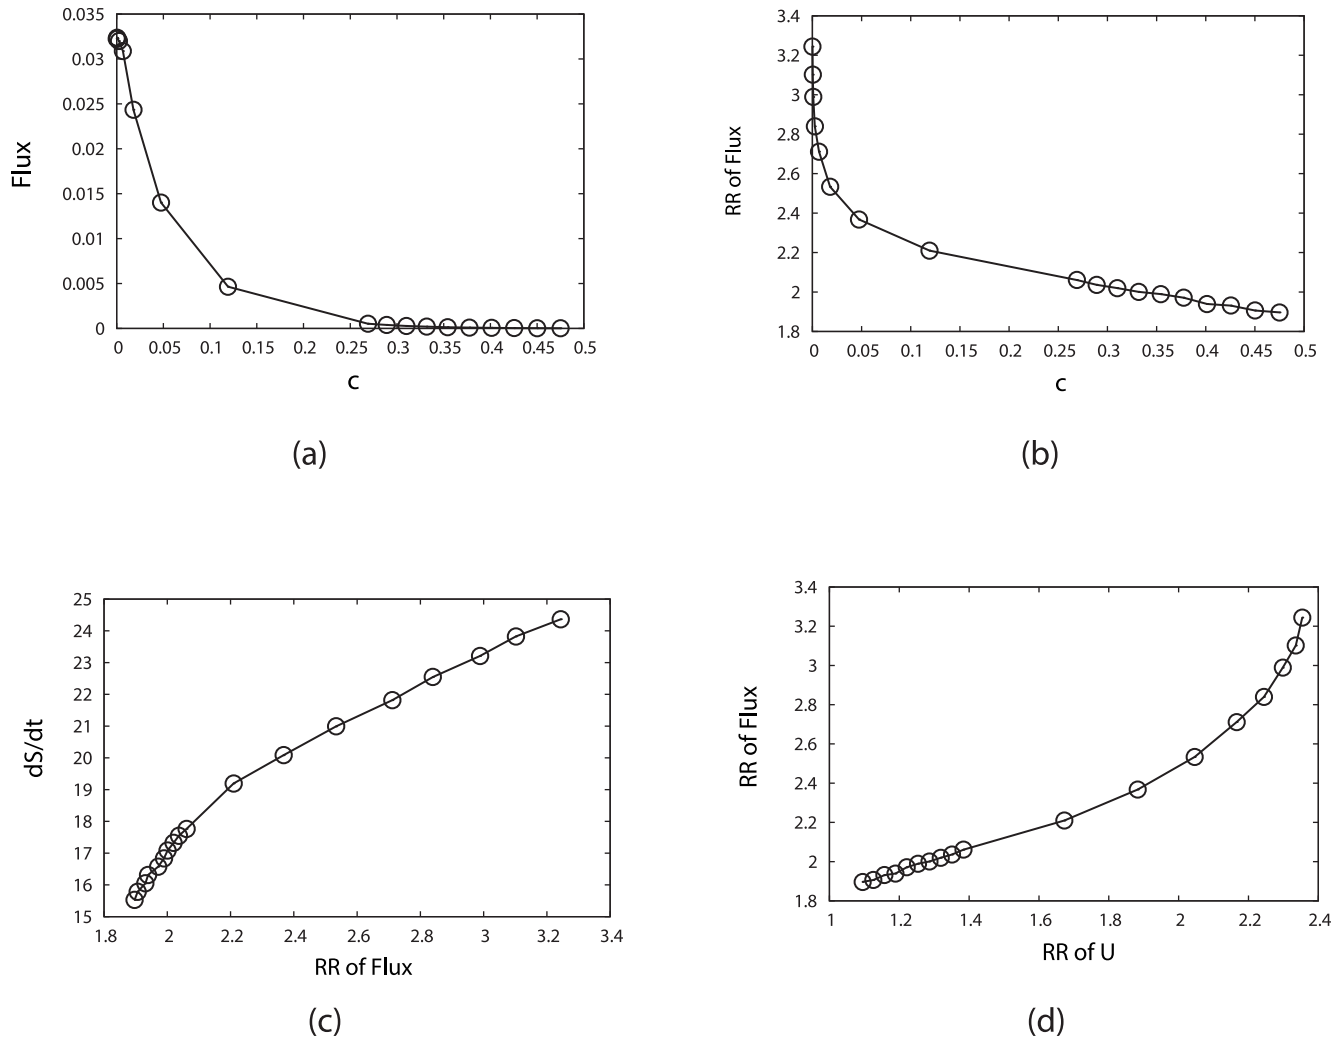 0.035
0.03
0.025
0.02
0.015
0.01
0.005
0
Flux
0 0.05 0.1 0.15 0.2 0.25 0.3 0.35 0.4 0.45 0.5
c
(a)
3.4
3.2
3
2.8
2.6
2.4
2.2
2
1.8
RR of Flux
0 0.05 0.1 0.15 0.2 0.25 0.3 0.35 0.4 0.45 0.5
c
(b)
25
24
23
22
21
20
19
18
17
16
15
dS/dt
1.8 2 2.2 2.4 2.6 2.8 3 3.2 3.4
RR of Flux
(c)
3.4
3.2
3
2.8
2.6
2.4
2.2
2
1.8
RR of Flux
1 1.2 1.4 1.6 1.8 2 2.2 2.4
RR of U
(d)